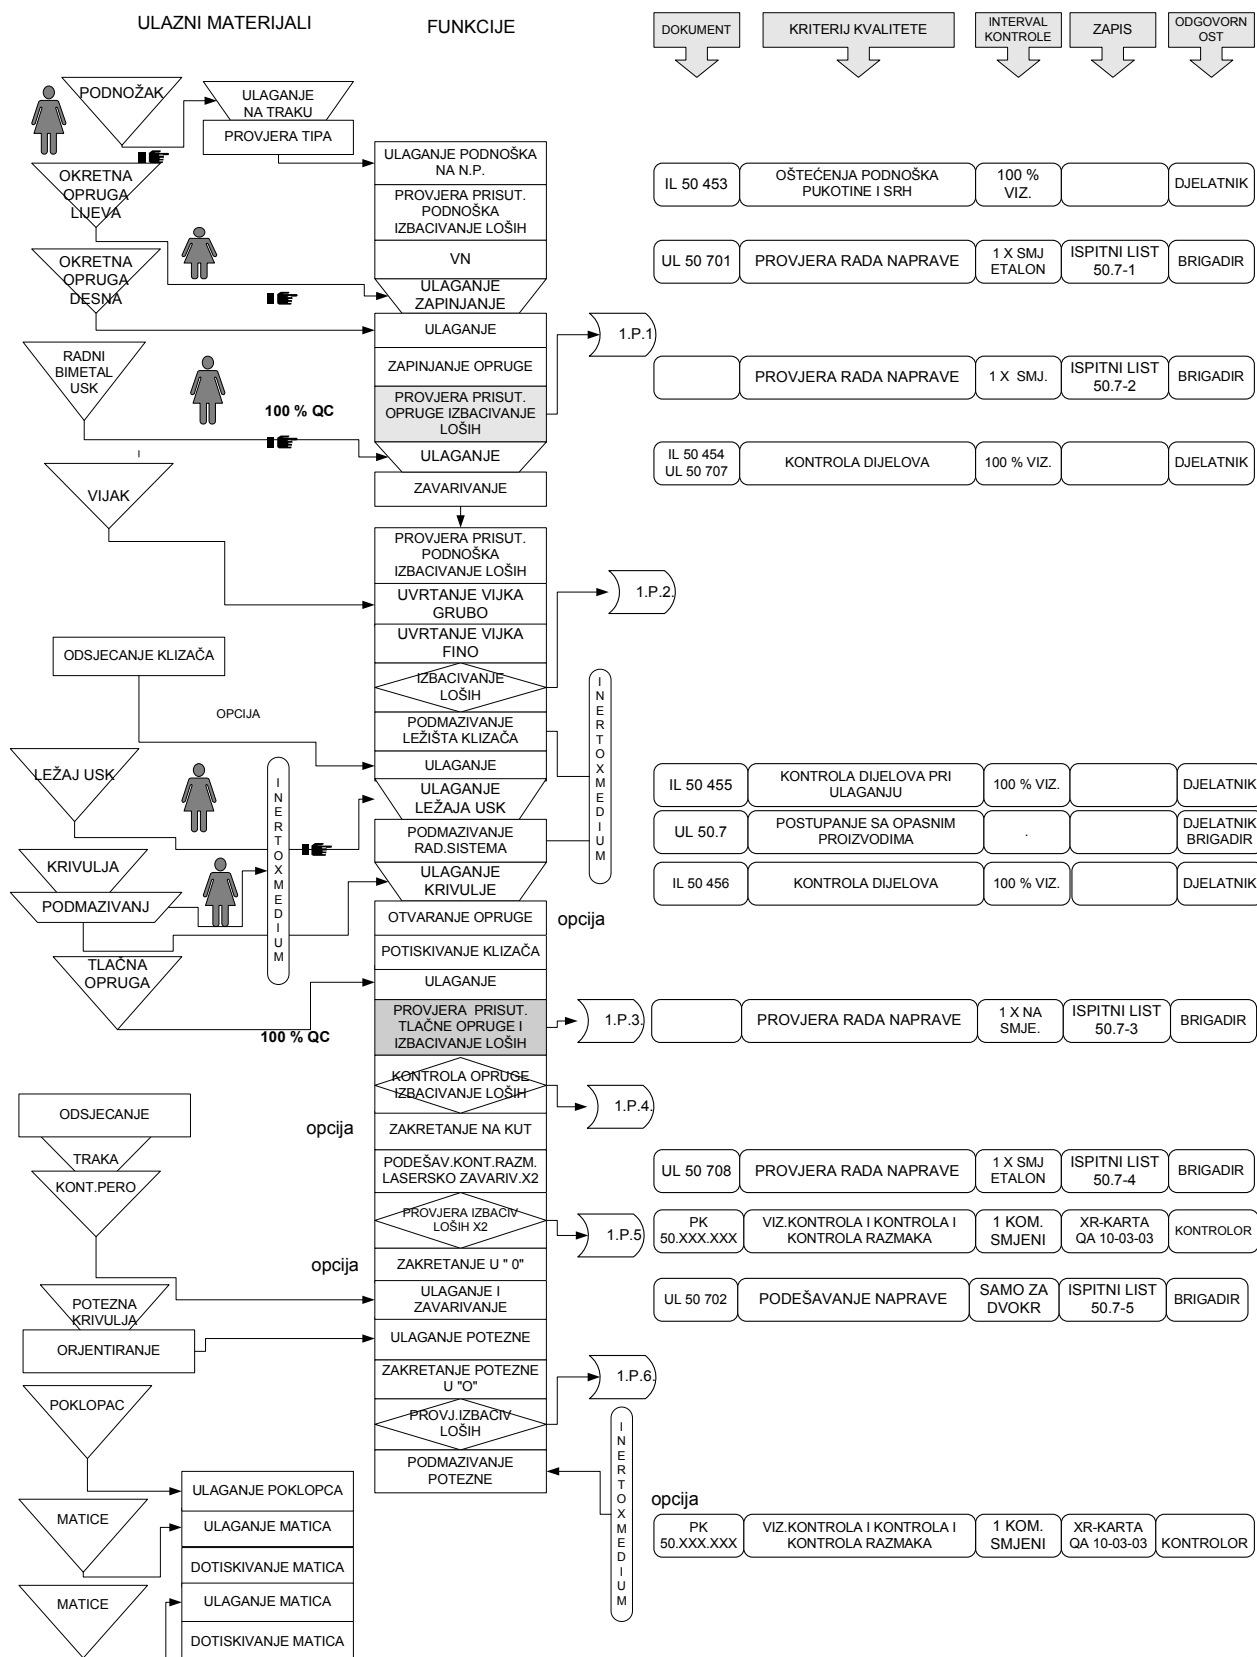 ULAZNI MATERIJALI
FUNKCIJE
DOKUMENT
KRITERIJ KVALITETE
INTERVAL
KONTROLE
ZAPIS
ODGOVORN
OST
PODNOŽAK
ULAGANJE
NA TRAKU
PROVJERA TIPA
ULAGANJE PODNOŠKA
NA N.P.
OKRETNA
OPRUGA
LIJEVA
PROVJERA PRISUT.
PODNOŠKA
IZBACIVANJE LOŠIH
IL 50 453
OŠTEĆENJA PODNOŠKA
PUKOTINE I SRH
100 %
VIZ.
DJELATNIK
VN
OKRETNA
OPRUGA
DESNA
ULAGANJE
ZAPINJANJE
UL 50 701
PROVJERA RADA NAPRAVE
1 X SMJ
ETALON
ISPITNI LIST
50.7-1
BRIGADIR
ULAGANJE
1.P.1
RADNI
BIMETAL
USK
ZAPINJANJE OPRUGE
PROVJERA RADA NAPRAVE
1 X SMJ.
ISPITNI LIST
50.7-2
BRIGADIR
100 % QC
PROVJERA PRISUT.
OPRUGE IZBACIVANJE
LOŠIH
ULAGANJE
IL 50 454
UL 50 707
KONTROLA DIJELOVA
100 % VIZ.
DJELATNIK
ZAVARIVANJE
VIJAK
PROVJERA PRISUT.
PODNOŠKA
IZBACIVANJE LOŠIH
UVRTANJE VIJKA
GRUBO
1.P.2.
UVRTANJE VIJKA
FINO
ODSJECANJE KLIZAČA
IZBACIVANJE
LOŠIH
INERTOXMEDIUM
OPCIJA
PODMAZIVANJE
LEŽIŠTA KLIZAČA
ULAGANJE
LEŽAJ USK
INERTOXMEDIUM
ULAGANJE
LEŽAJA USK
IL 50 455
KONTROLA DIJELOVA PRI
ULAGANJU
100 % VIZ.
DJELATNIK
PODMAZIVANJE
RAD.SISTEMA
UL 50.7
POSTUPANJE SA OPASNIM
PROIZVODIMA
.
DJELATNIK
BRIGADIR
KRIVULJA
ULAGANJE
KRIVULJE
IL 50 456
KONTROLA DIJELOVA
100 % VIZ.
DJELATNIK
PODMAZIVANJ
OTVARANJE OPRUGE
opcija
POTISKIVANJE KLIZAČA
TLAČNA
OPRUGA
ULAGANJE
100 % QC
PROVJERA PRISUT.
TLAČNE OPRUGE I
IZBACIVANJE LOŠIH
1.P.3.
PROVJERA RADA NAPRAVE
1 X NA
SMJE.
ISPITNI LIST
50.7-3
BRIGADIR
KONTROLA OPRUGE
IZBACIVANJE LOŠIH
1.P.4.
ODSJECANJE
opcija
ZAKRETANJE NA KUT
TRAKA
KONT.PERO
PODEŠAV.KONT.RAZM.
LASERSKO ZAVARIV.X2
UL 50 708
PROVJERA RADA NAPRAVE
1 X SMJ
ETALON
ISPITNI LIST
50.7-4
BRIGADIR
PROVJERA IZBACIV
LOŠIH X2
1.P.5
PK
50.XXX.XXX
VIZ.KONTROLA I KONTROLA I
KONTROLA RAZMAKA
1 KOM.
SMJENI
XR-KARTA
QA 10-03-03
KONTROLOR
opcija
ZAKRETANJE U " 0"
POTEZNA
KRIVULJA
ULAGANJE I
ZAVARIVANJE
UL 50 702
PODEŠAVANJE NAPRAVE
SAMO ZA
DVOKR
ISPITNI LIST
50.7-5
BRIGADIR
ORJENTIRANJE
ULAGANJE POTEZNE
ZAKRETANJE POTEZNE
U "O"
1.P.6.
POKLOPAC
PROVJ.IZBACIV
LOŠIH
INERTOXMEDIUM
PODMAZIVANJE
POTEZNE
ULAGANJE POKLOPCA
opcija
MATICE
ULAGANJE MATICA
PK
50.XXX.XXX
VIZ.KONTROLA I KONTROLA I
KONTROLA RAZMAKA
1 KOM.
SMJENI
XR-KARTA
QA 10-03-03
KONTROLOR
DOTISKIVANJE MATICA
MATICE
ULAGANJE MATICA
DOTISKIVANJE MATICA